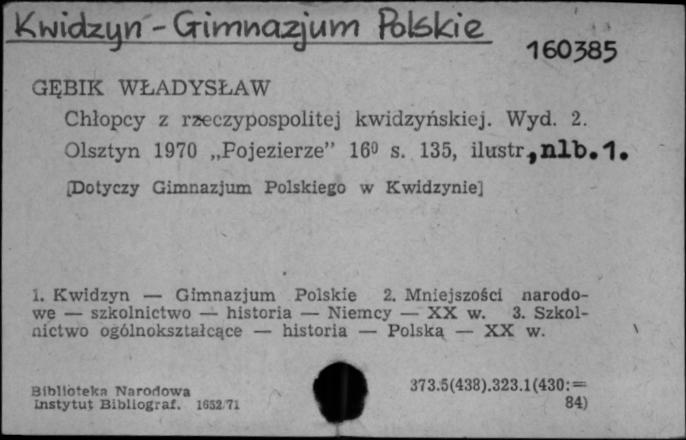 Kwidzyn - Gimnazjum Polskie
160385
GĘBIK WŁADYSŁAW
Chłopcy z rzeczypospolitej kwidzyńskiej. Wyd. 2.
Olsztyn 1970 „Pojezierze” 16º s. 135, ilustr., nlb. 1.
[Dotyczy Gimnazjum Polskiego w Kwidzynie]
1. Kwidzyn — Gimnazjum Polskie 2. Mniejszości narodo-
we — szkolnictwo — historia — Niemcy — XX w. 3. Szkol-
nictwo ogólnokształcące — historia — Polska — XX w.
Biblioteka Narodowa
Instytut Bibliograf. 1652/71
373.5(438).323.1(430:=
84)